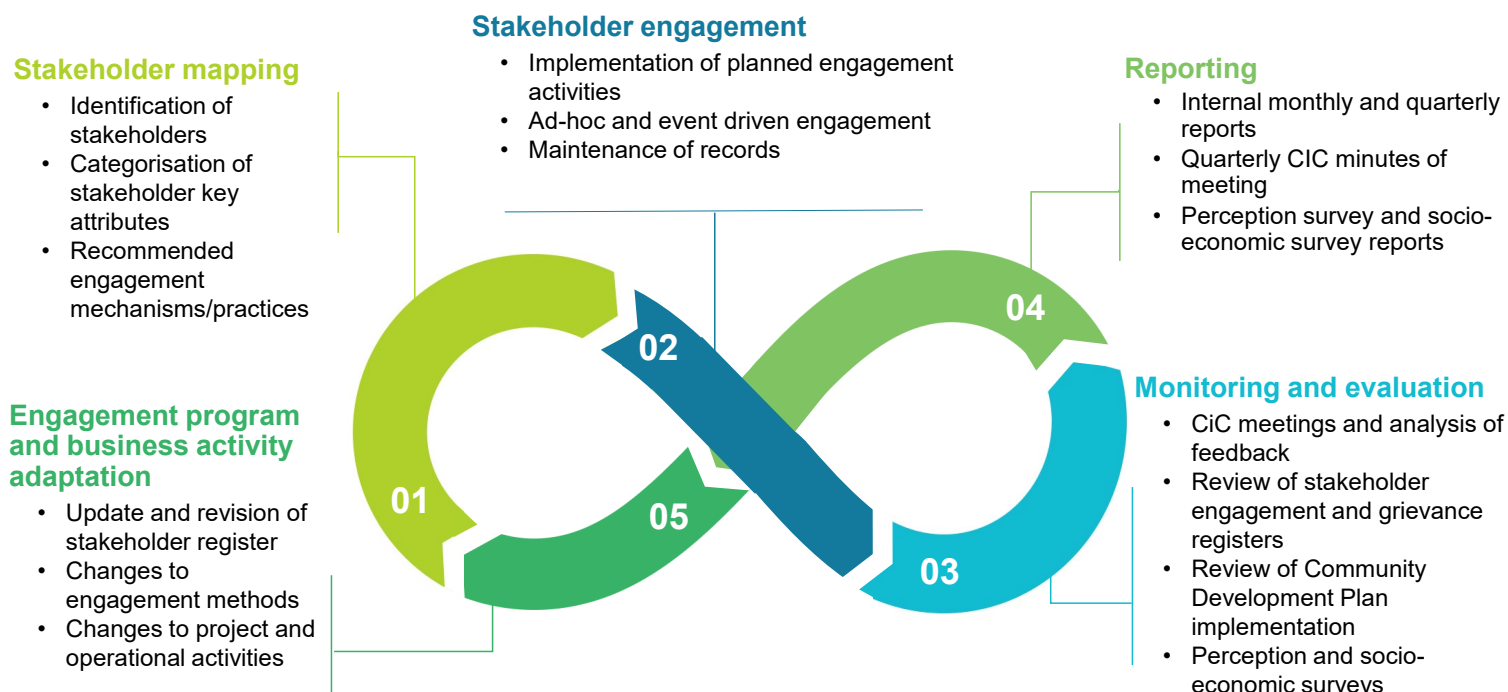 Stakeholder mapping
• Identification of
stakeholders
• Categorisation of
stakeholder key
attributes
• Recommended
engagement
mechanisms/practices
Stakeholder engagement
• Implementation of planned engagement
activities
• Ad-hoc and event driven engagement
• Maintenance of records
Reporting
• Internal monthly and quarterly
reports
• Quarterly CIC minutes of
meeting
• Perception survey and socio-
economic survey reports
01
02
03
04
05
Engagement program
and business activity
adaptation
• Update and revision of
stakeholder register
• Changes to
engagement methods
• Changes to project and
operational activities
Monitoring and evaluation
• CiC meetings and analysis of
feedback
• Review of stakeholder
engagement and grievance
registers
• Review of Community
Development Plan
implementation
• Perception and socio-
economic surveys